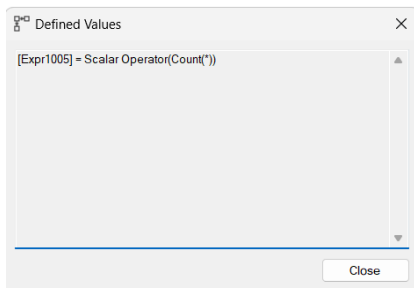 Defined Values
[Expr1005] = Scalar Operator(Count(*))
Close